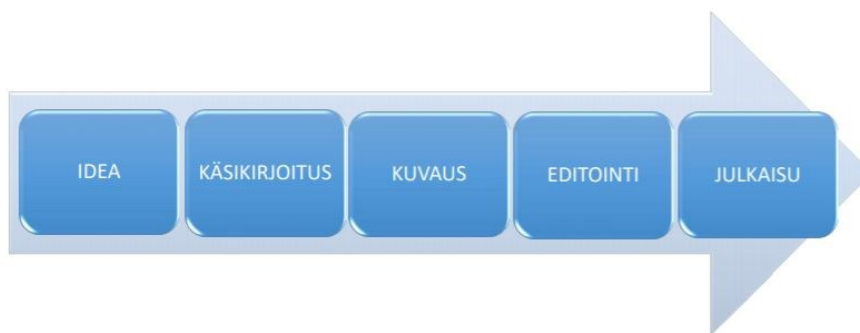 IDEA
KÄSIKIRJOITUS
KUVAUS
EDITOINTI
JULKAISU